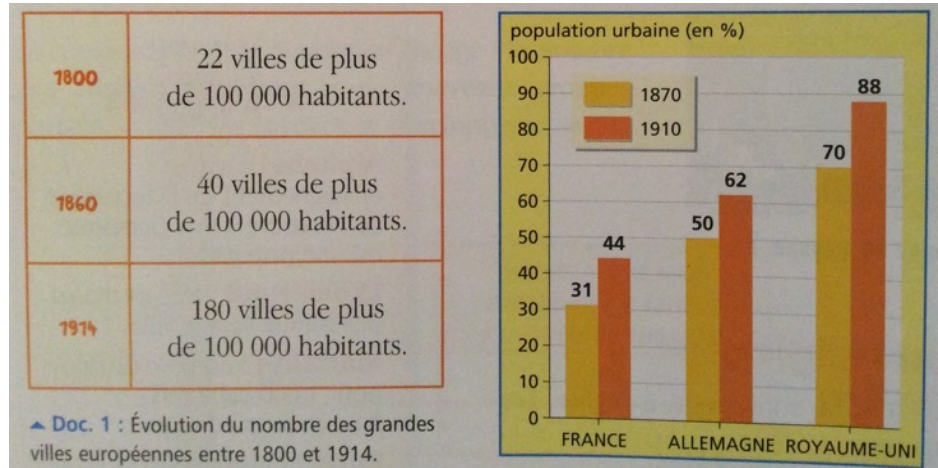 1800
22 villes de plus
de 100 000 habitants.
1860
40 villes de plus
de 100 000 habitants.
1914
180 villes de plus
de 100 000 habitants.
▲ Doc. 1 : Évolution du nombre des grandes
villes européennes entre 1800 et 1914.
population urbaine (en %)
100
90
80
70
60
50
40
30
20
10
0
1870
1910
31
44
50
62
70
88
FRANCE ALLEMAGNE ROYAUME-UNI